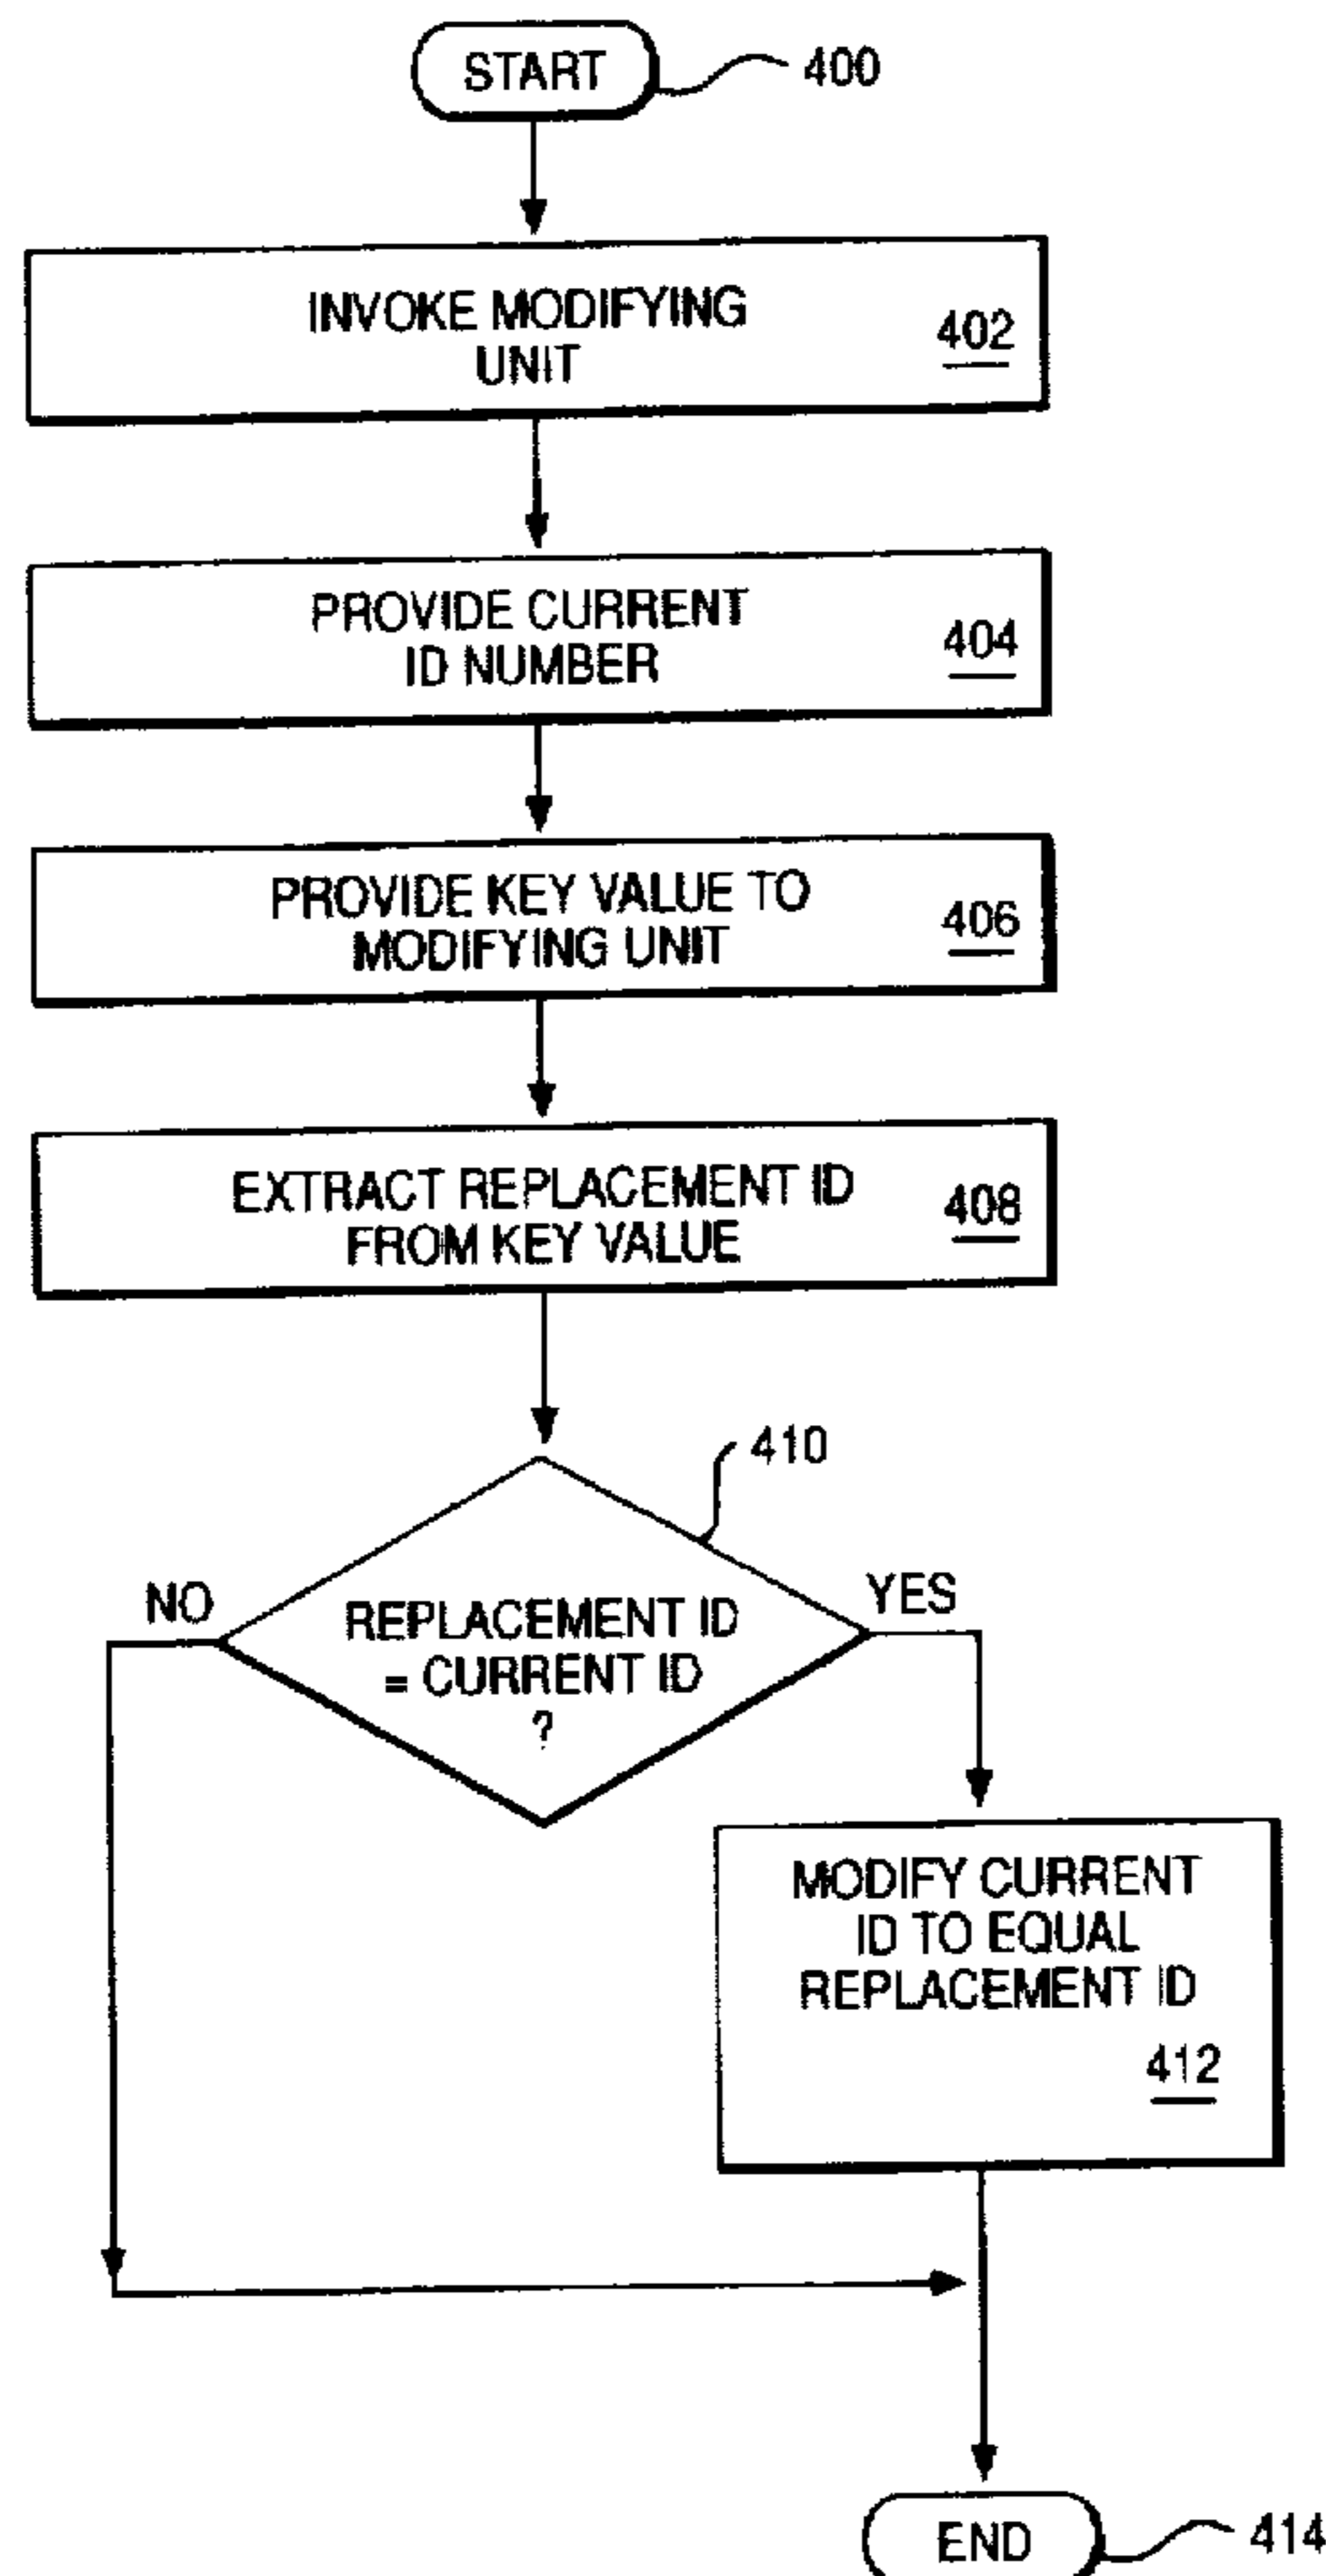 START
400
INVOKE MODIFYING
UNIT
402
PROVIDE CURRENT
ID NUMBER
404
PROVIDE KEY VALUE TO
MODIFYING UNIT
406
EXTRACT REPLACEMENT ID
FROM KEY VALUE
408
410
NO
YES
REPLACEMENT ID
= CURRENT ID
?
MODIFY CURRENT
ID TO EQUAL
REPLACEMENT ID
412
END
414